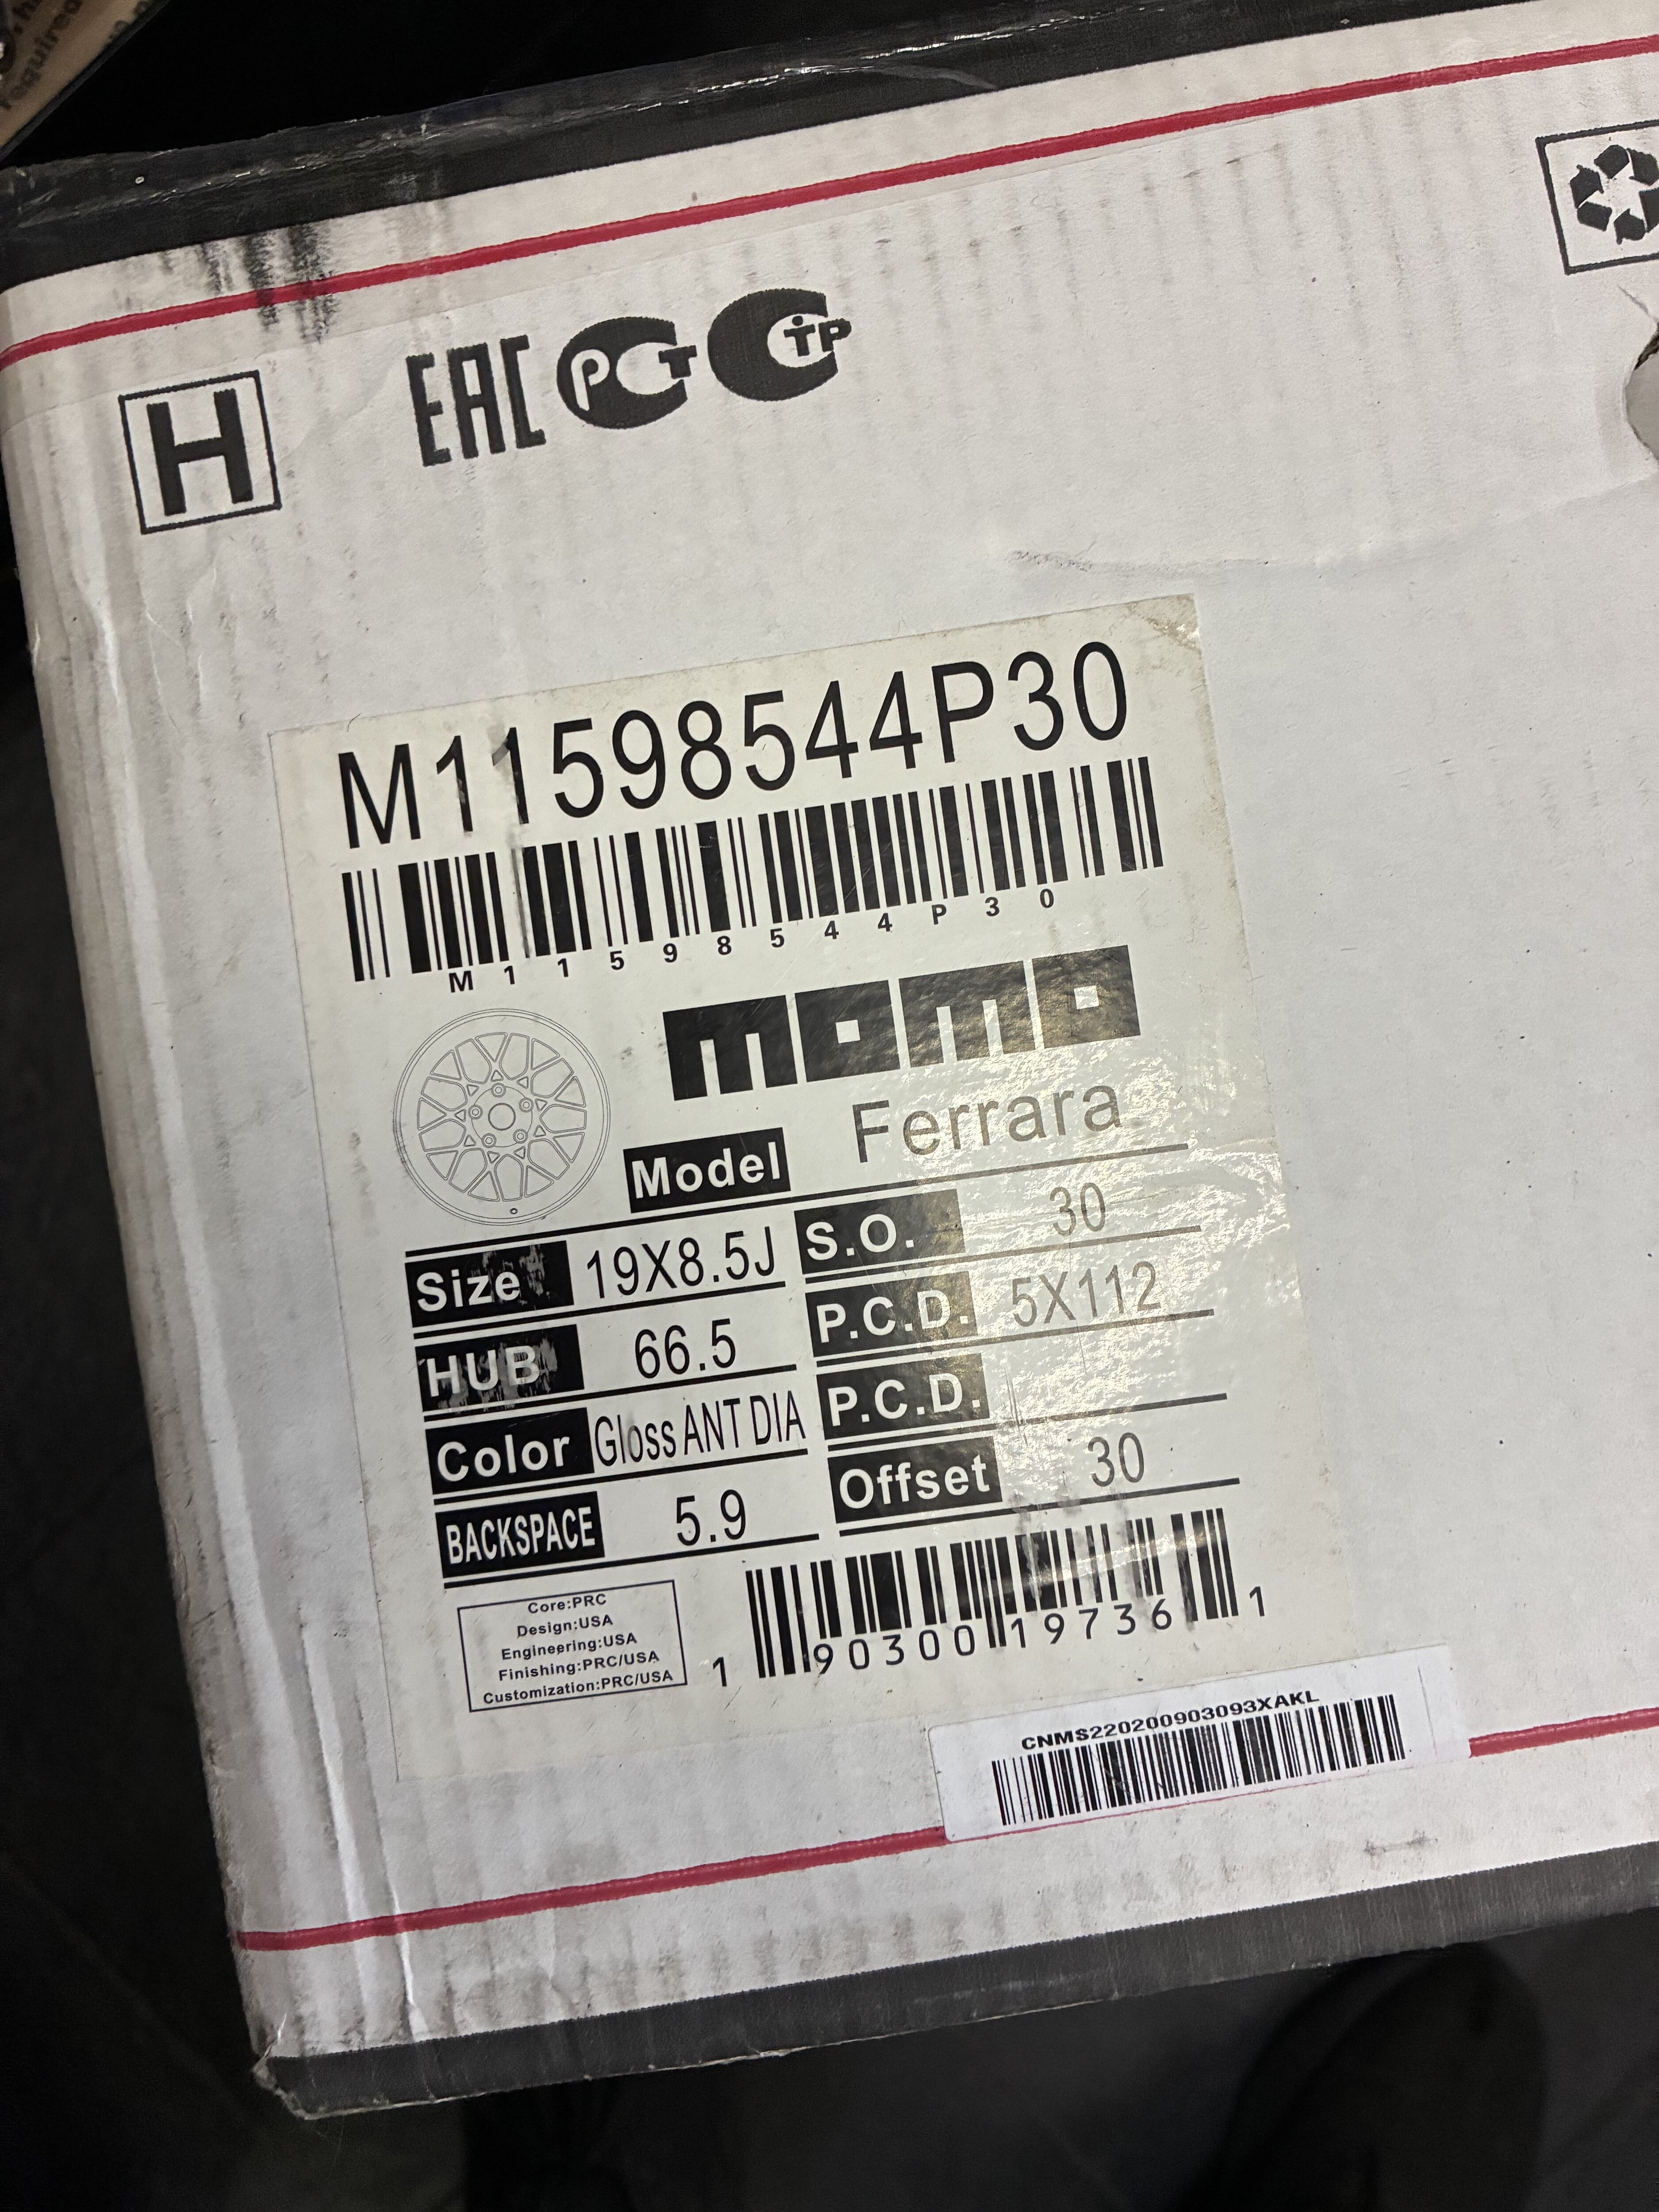 required
H
EAC PCT CTP
M11598544P30
M11598544P30
momo
Model Ferrara
Size 19X8.5J S.O. 30
HUB 66.5 P.C.D. 5X112
Color Gloss ANT DIA P.C.D.
BACKSPACE 5.9 Offset 30
Core:PRC
Design:USA
Engineering:USA
Finishing:PRC/USA
Customization:PRC/USA
1 90300 19736 1
CNMS220200903093XAKL